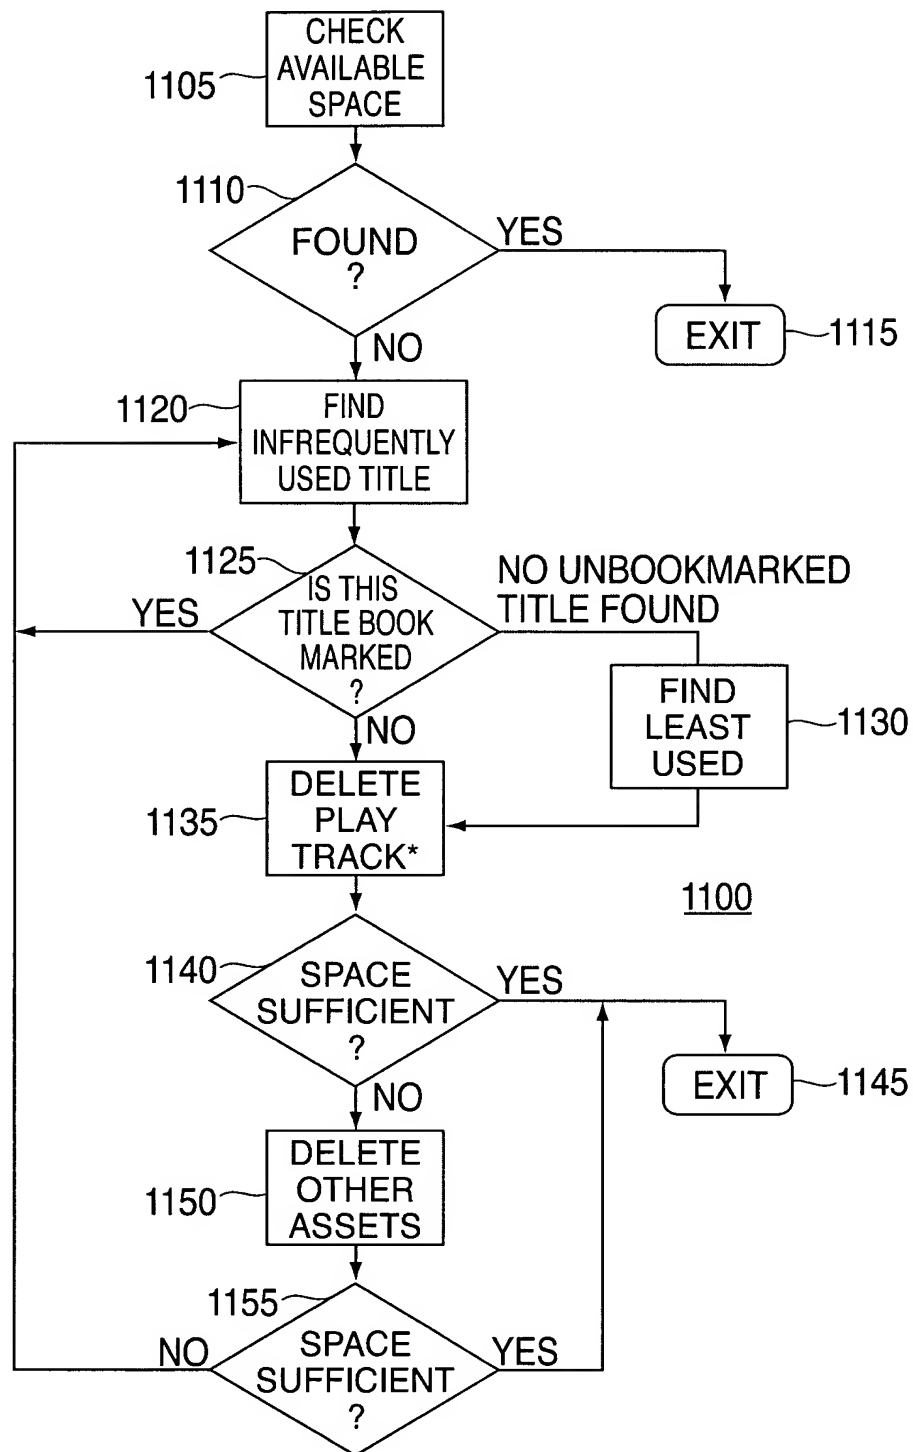 CHECK
AVAILABLE
SPACE
1105
1110
FOUND
?
YES
EXIT
1115
NO
1120
FIND
INFREQUENTLY
USED TITLE
1125
IS THIS
TITLE BOOK
MARKED
?
YES
NO UNBOOKMARKED
TITLE FOUND
FIND
LEAST
USED
1130
NO
1135
DELETE
PLAY
TRACK*
1100
1140
SPACE
SUFFICIENT
?
YES
EXIT
1145
NO
1150
DELETE
OTHER
ASSETS
1155
SPACE
SUFFICIENT
?
NO
YES